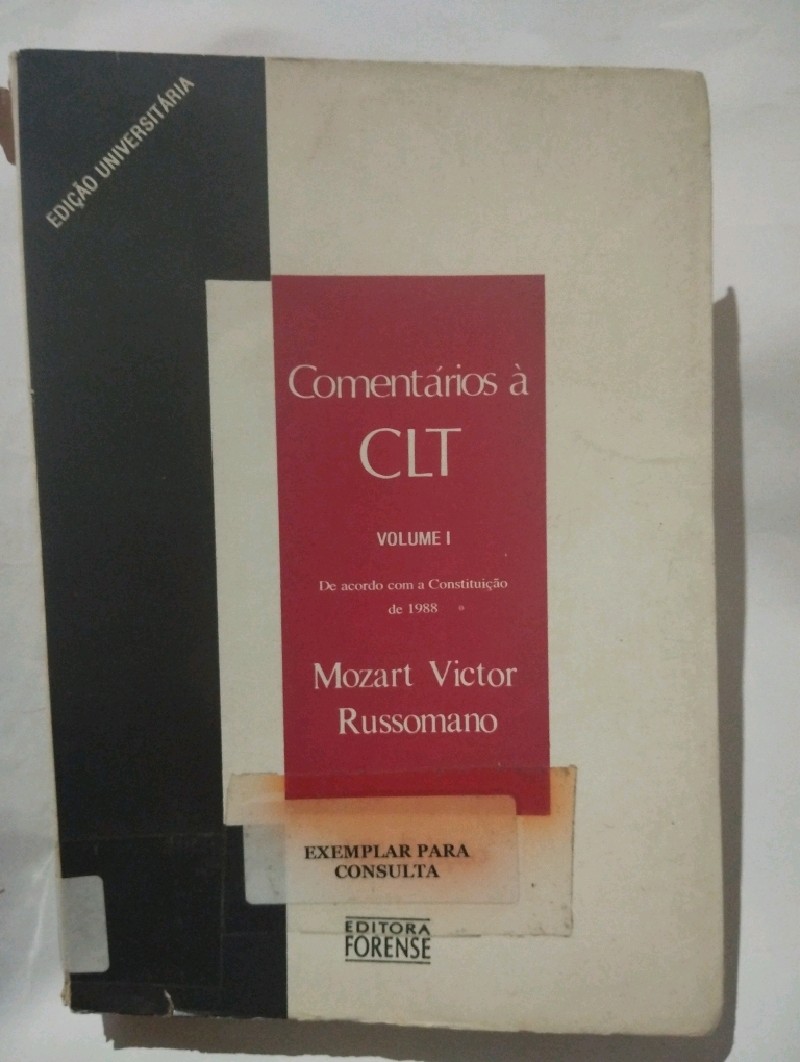 EDIÇÃO UNIVERSITÁRIA
Comentários à
CLT
VOLUME I
De acordo com a Constituição
de 1988
Mozart Victor
Russomano
EXEMPLAR PARA
CONSULTA
EDITORA
FORENSE